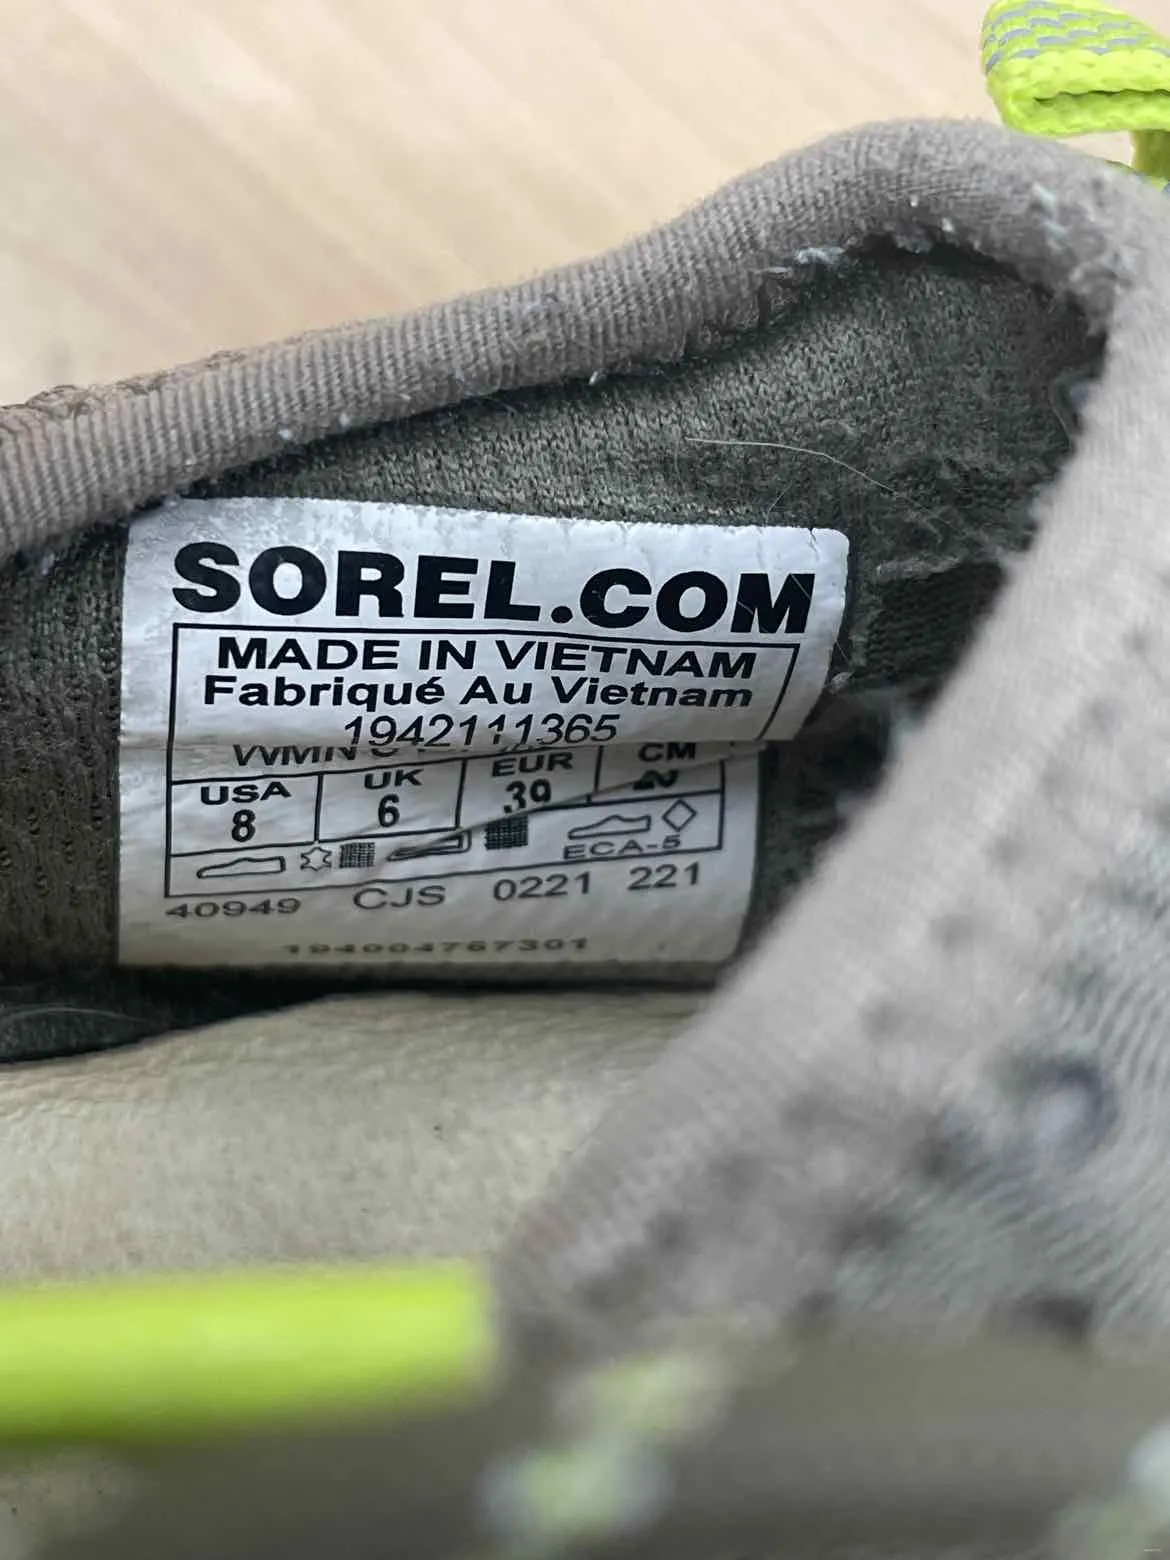 SOREL.COM
MADE IN VIETNAM
Fabriqué Au Vietnam
1942111365
USA UK EUR CM
8 6 39
ECA-5
40949 CJS 0221 221
194004767301